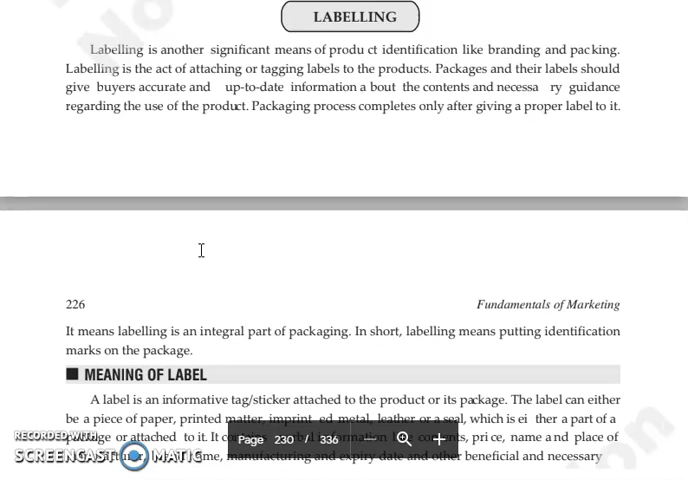 LABELLING
Labelling is another significant means of produ ct identification like branding and packing.
Labelling is the act of attaching or tagging labels to the products. Packages and their labels should
give buyers accurate and up-to-date information a bout the contents and necessa ry guidance
regarding the use of the product. Packaging process completes only after giving a proper label to it.
226 Fundamentals of Marketing
It means labelling is an integral part of packaging. In short, labelling means putting identification
marks on the package.
MEANING OF LABEL
A label is an informative tag/sticker attached to the product or its package. The label can either
be a piece of paper, printed matter, imprint ed metal, leather or a seal, which is ei ther a part of a
or attached to it. It information pri ce, name a nd place of
manufacturing and expiry date and other beneficial and necessary
Page 230 / 336
RECORDED WITH
SCREENCAST MATIC
No